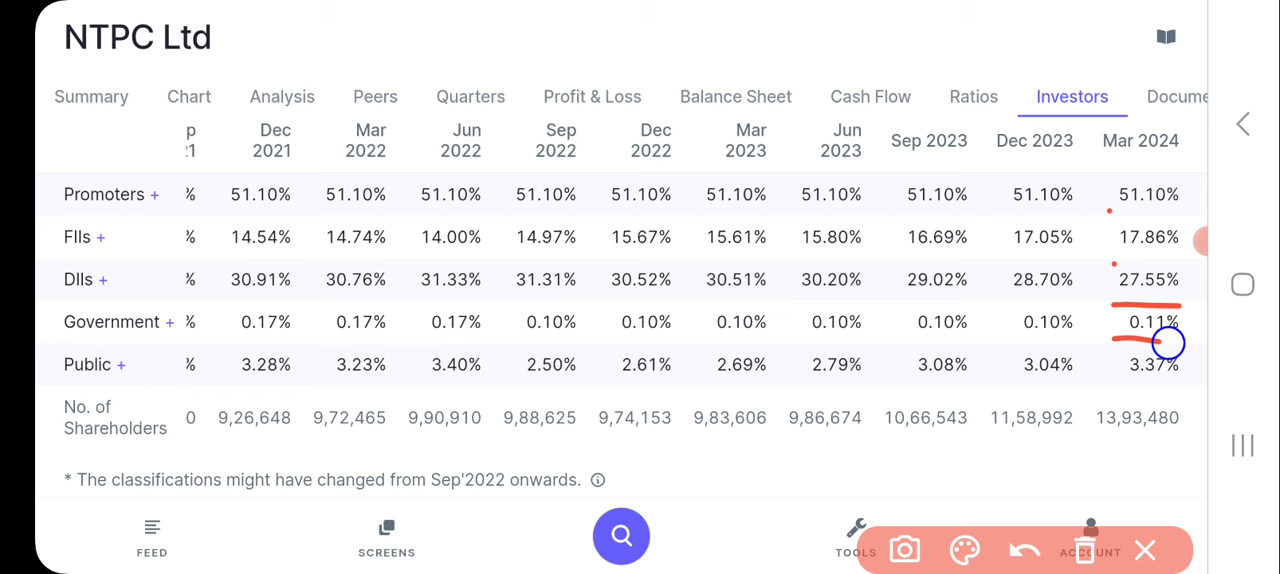 NTPC Ltd
Summary Chart Analysis Peers Quarters Profit & Loss Balance Sheet Cash Flow Ratios Investors Docume
p 21 Dec 2021 Mar 2022 Jun 2022 Sep 2022 Dec 2022 Mar 2023 Jun 2023 Sep 2023 Dec 2023 Mar 2024
Promoters + % 51.10% 51.10% 51.10% 51.10% 51.10% 51.10% 51.10% 51.10% 51.10% 51.10%
FIIs + % 14.54% 14.74% 14.00% 14.97% 15.67% 15.61% 15.80% 16.69% 17.05% 17.86%
DIIs + % 30.91% 30.76% 31.33% 31.31% 30.52% 30.51% 30.20% 29.02% 28.70% 27.55%
Government + % 0.17% 0.17% 0.17% 0.10% 0.10% 0.10% 0.10% 0.10% 0.10% 0.11%
Public + % 3.28% 3.23% 3.40% 2.50% 2.61% 2.69% 2.79% 3.08% 3.04% 3.37%
No. of Shareholders 0 9,26,648 9,72,465 9,90,910 9,88,625 9,74,153 9,83,606 9,86,674 10,66,543 11,58,992 13,93,480
* The classifications might have changed from Sep'2022 onwards.
FEED SCREENS TOOLS ACCOUNT